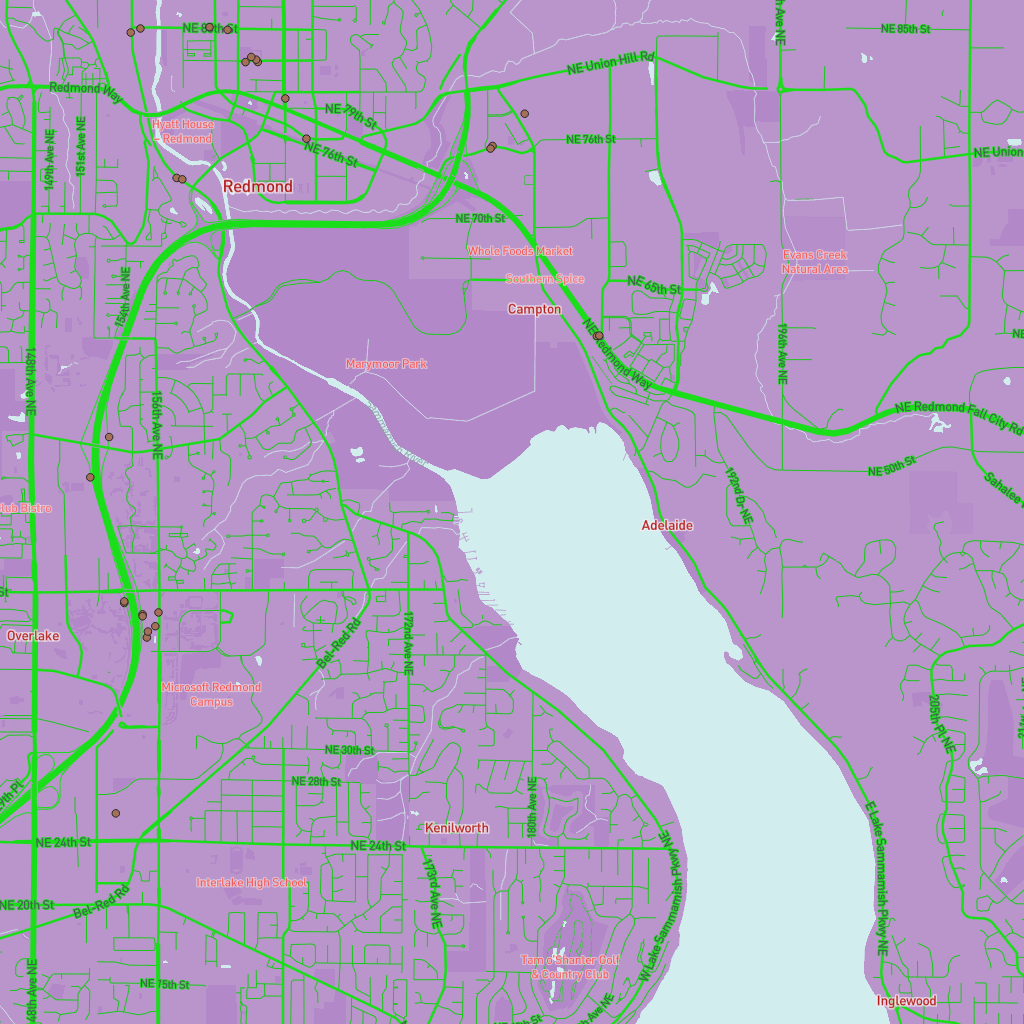 NE 85th St
NE Union Hill Rd
Redmond Way
NE 79th St
Hyatt House
- Redmond
NE 76th St
NE 76th St
NE Union
149th Ave NE
151st Ave NE
Redmond
NE 70th St
Whole Foods Market
Evans Creek
Natural Area
Southern Spice
NE 65th St
Campton
154th Ave NE
NE Redmond Way
196th Ave NE
Marymoor Park
148th Ave NE
156th Ave NE
NE Redmond Fall City Rd
NE 50th St
192nd Dr NE
Sahalee
Club Bistro
Adelaide
St
Overlake
Bel-Red Rd
172nd Ave NE
Microsoft Redmond
Campus
205th Pl NE
NE 30th St
NE 28th St
180th Ave NE
29th Pl
Kenilworth
E Lake Sammamish Pkwy NE
NE 24th St
NE 24th St
W Lake Sammamish Pkwy NE
173rd Ave NE
Interlake High School
NE 20th St
Bel-Red Rd
Tam o'Shanter Golf
& Country Club
148th Ave NE
NE 15th St
Ave NE
Inglewood